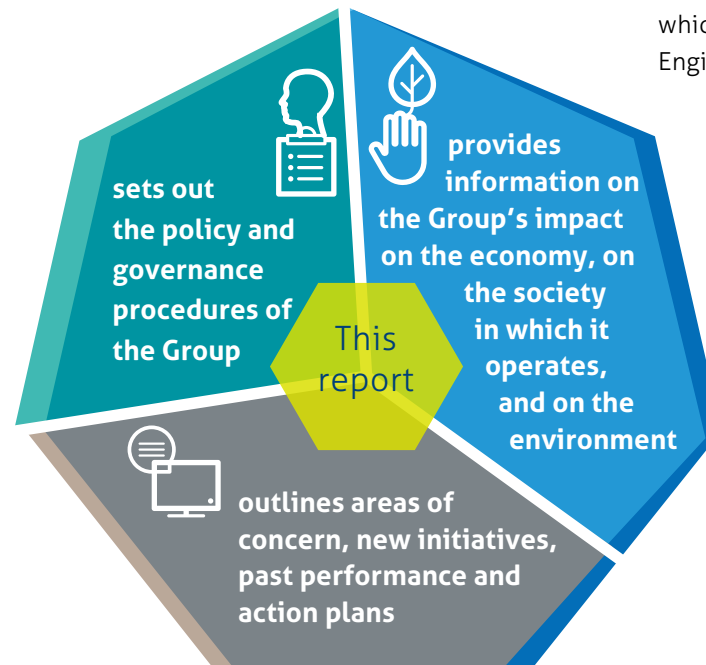 sets out
the policy and
governance
procedures of
the Group
provides
information on
the Group's impact
on the economy, on
the society
in which it
operates,
and on the
environment
This
report
outlines areas of
concern, new initiatives,
past performance and
action plans